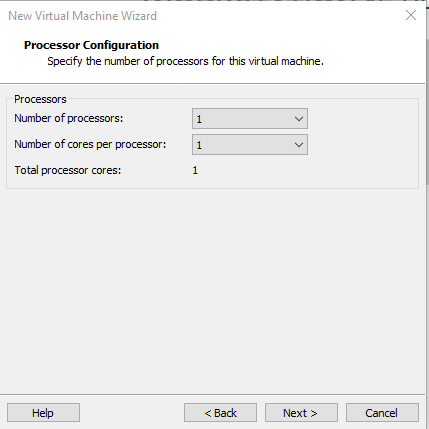 New Virtual Machine Wizard
Processor Configuration
Specify the number of processors for this virtual machine.
Processors
Number of processors: 1
Number of cores per processor: 1
Total processor cores: 1
Help < Back Next > Cancel